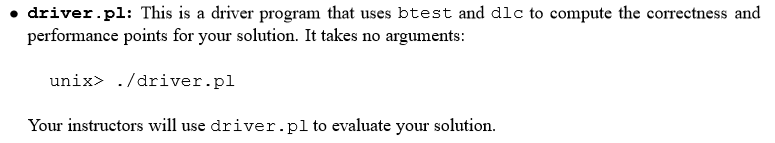 • driver.pl: This is a driver program that uses btest and dlc to compute the correctness and
performance points for your solution. It takes no arguments:
unix> ./driver.pl
Your instructors will use driver.pl to evaluate your solution.